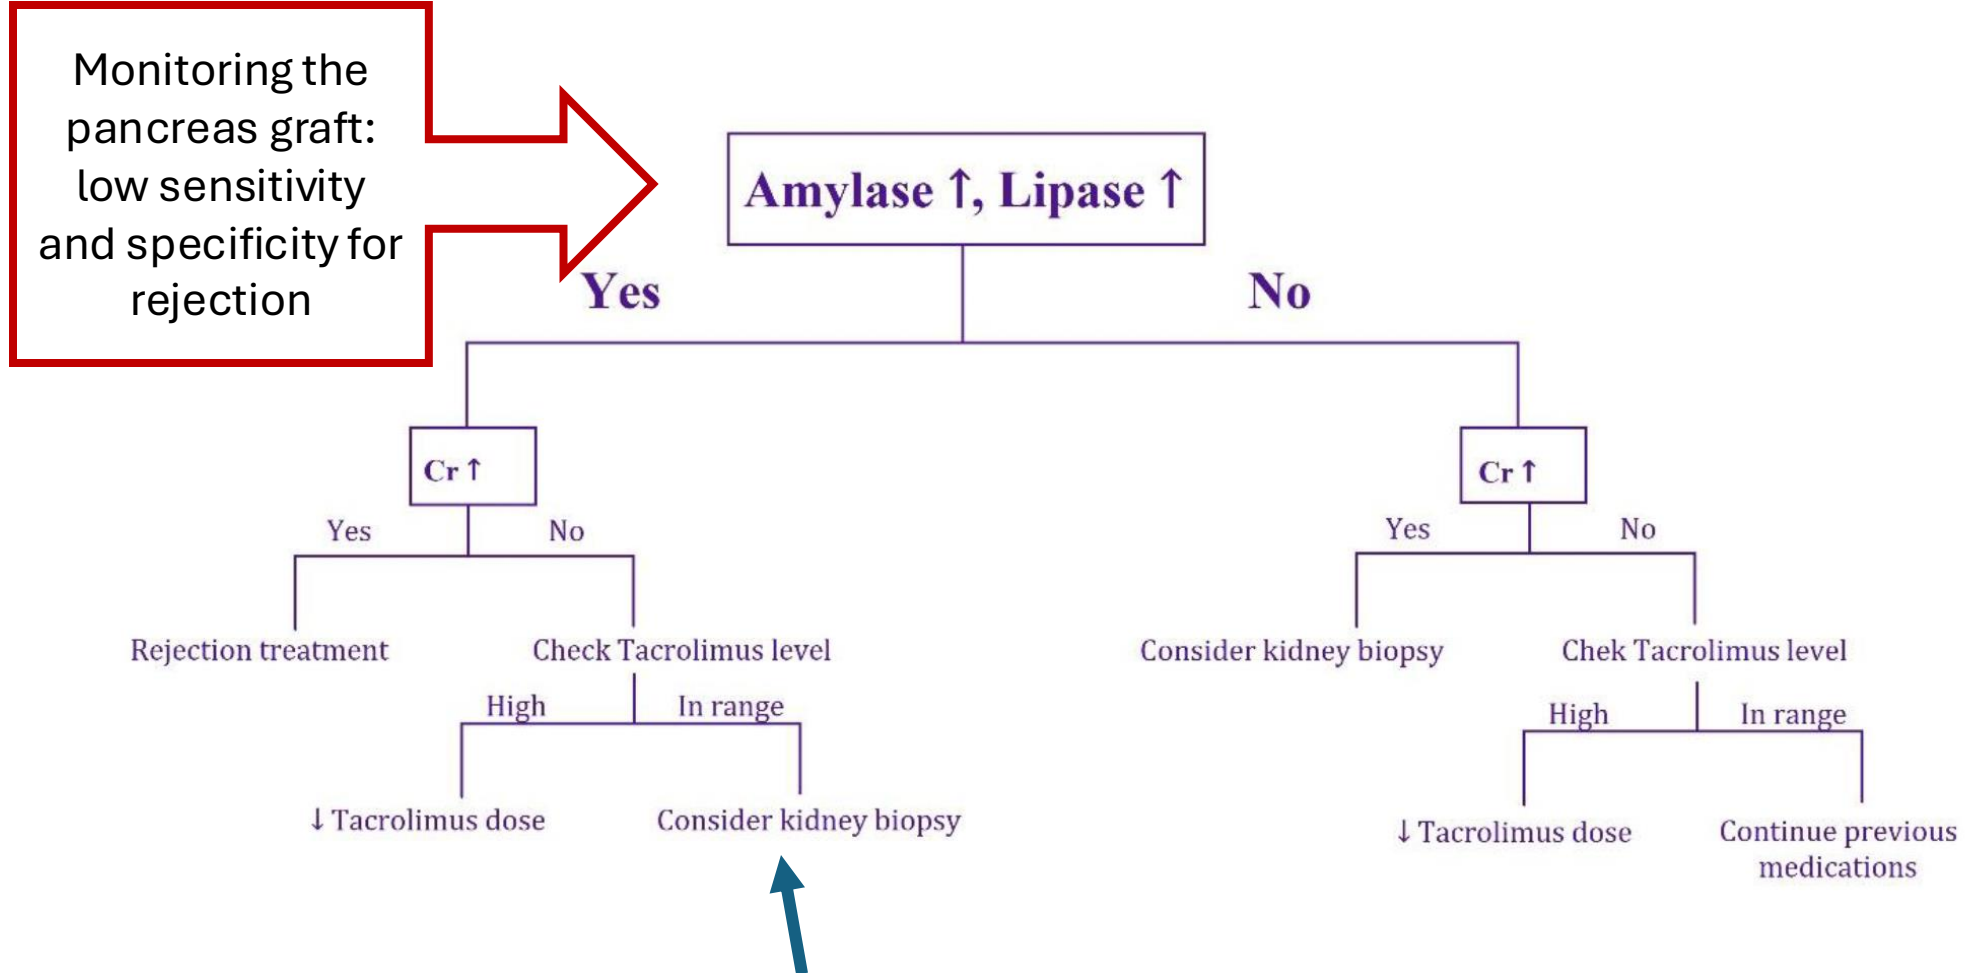 Monitoring the
pancreas graft:
low sensitivity
and specificity for
rejection
Amylase ↑, Lipase ↑
Yes
No
Cr ↑
Cr ↑
Yes
No
Yes
No
Rejection treatment
Check Tacrolimus level
Consider kidney biopsy
Chek Tacrolimus level
High
In range
High
In range
↓ Tacrolimus dose
Consider kidney biopsy
↓ Tacrolimus dose
Continue previous
medications